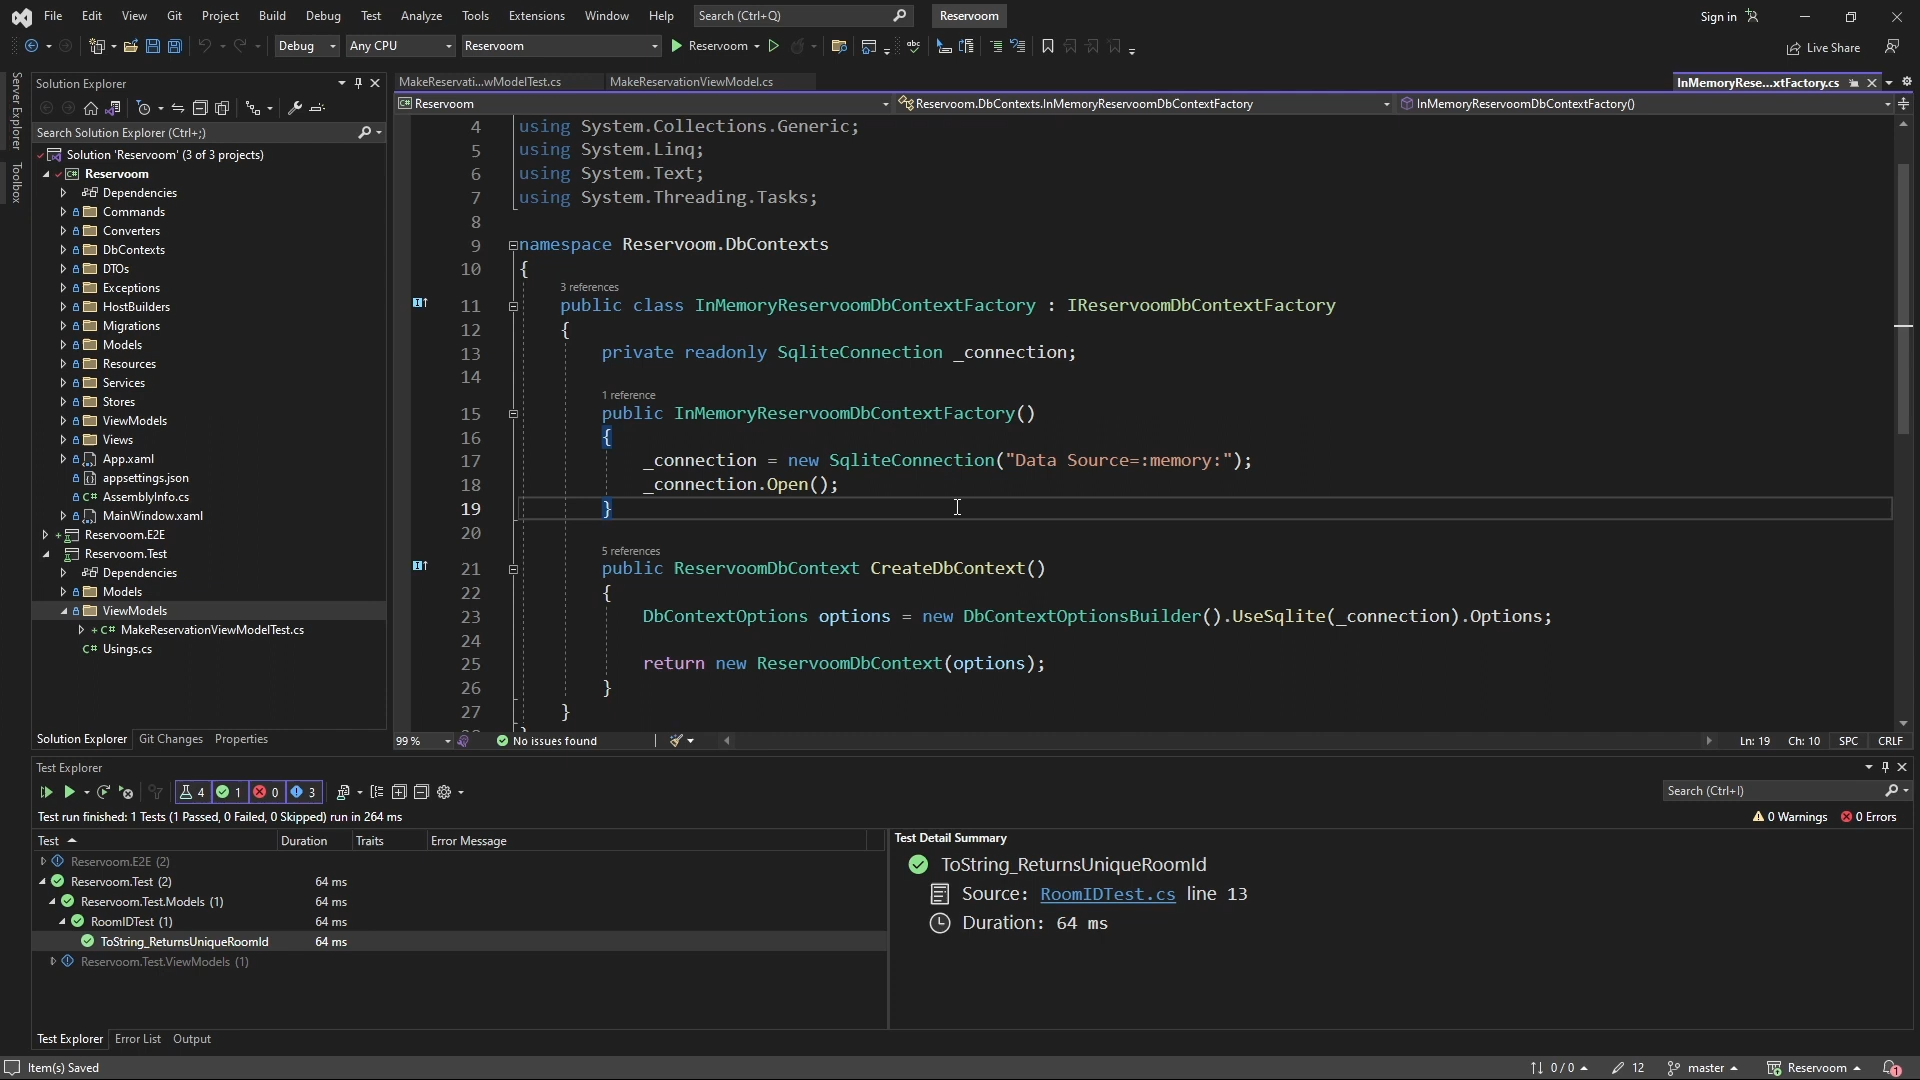 File Edit View Git Project Build Debug Test Analyze Tools Extensions Window Help Search (Ctrl+Q) Reservoom Sign in
Debug Any CPU Reservoom Reservoom Live Share
Server Explorer
Toolbox
Solution Explorer
Search Solution Explorer (Ctrl+;)
Solution 'Reservoom' (3 of 3 projects)
Reservoom
Dependencies
Commands
Converters
DbContexts
DTOs
Exceptions
HostBuilders
Migrations
Models
Resources
Services
Stores
ViewModels
Views
App.xaml
appsettings.json
AssemblyInfo.cs
MainWindow.xaml
Reservoom.E2E
Reservoom.Test
Dependencies
Models
ViewModels
MakeReservationViewModelTest.cs
Usings.cs
Solution Explorer Git Changes Properties
MakeReservati...wModelTest.cs MakeReservationViewModel.cs InMemoryRese...xtFactory.cs
Reservoom Reservoom.DbContexts.InMemoryReservoomDbContextFactory InMemoryReservoomDbContextFactory()
4 using System.Collections.Generic;
5 using System.Linq;
6 using System.Text;
7 using System.Threading.Tasks;
8
9 namespace Reservoom.DbContexts
10 {
3 references
11 public class InMemoryReservoomDbContextFactory : IReservoomDbContextFactory
12 {
13 private readonly SqliteConnection _connection;
14
1 reference
15 public InMemoryReservoomDbContextFactory()
16 {
17 _connection = new SqliteConnection("Data Source=:memory:");
18 _connection.Open();
19 }
20
5 references
21 public ReservoomDbContext CreateDbContext()
22 {
23 DbContextOptions options = new DbContextOptionsBuilder().UseSqlite(_connection).Options;
24
25 return new ReservoomDbContext(options);
26 }
27 }
99 % No issues found Ln: 19 Ch: 10 SPC CRLF
Test Explorer
4 1 0 3 Search (Ctrl+I)
Test run finished: 1 Tests (1 Passed, 0 Failed, 0 Skipped) run in 264 ms 0 Warnings 0 Errors
Test Duration Traits Error Message
Reservoom.E2E (2)
Reservoom.Test (2) 64 ms
Reservoom.Test.Models (1) 64 ms
RoomIDTest (1) 64 ms
ToString_ReturnsUniqueRoomId 64 ms
Reservoom.Test.ViewModels (1)
Test Detail Summary
ToString_ReturnsUniqueRoomId
Source: RoomIDTest.cs line 13
Duration: 64 ms
Test Explorer Error List Output
Item(s) Saved 0 / 0 12 master Reservoom 1